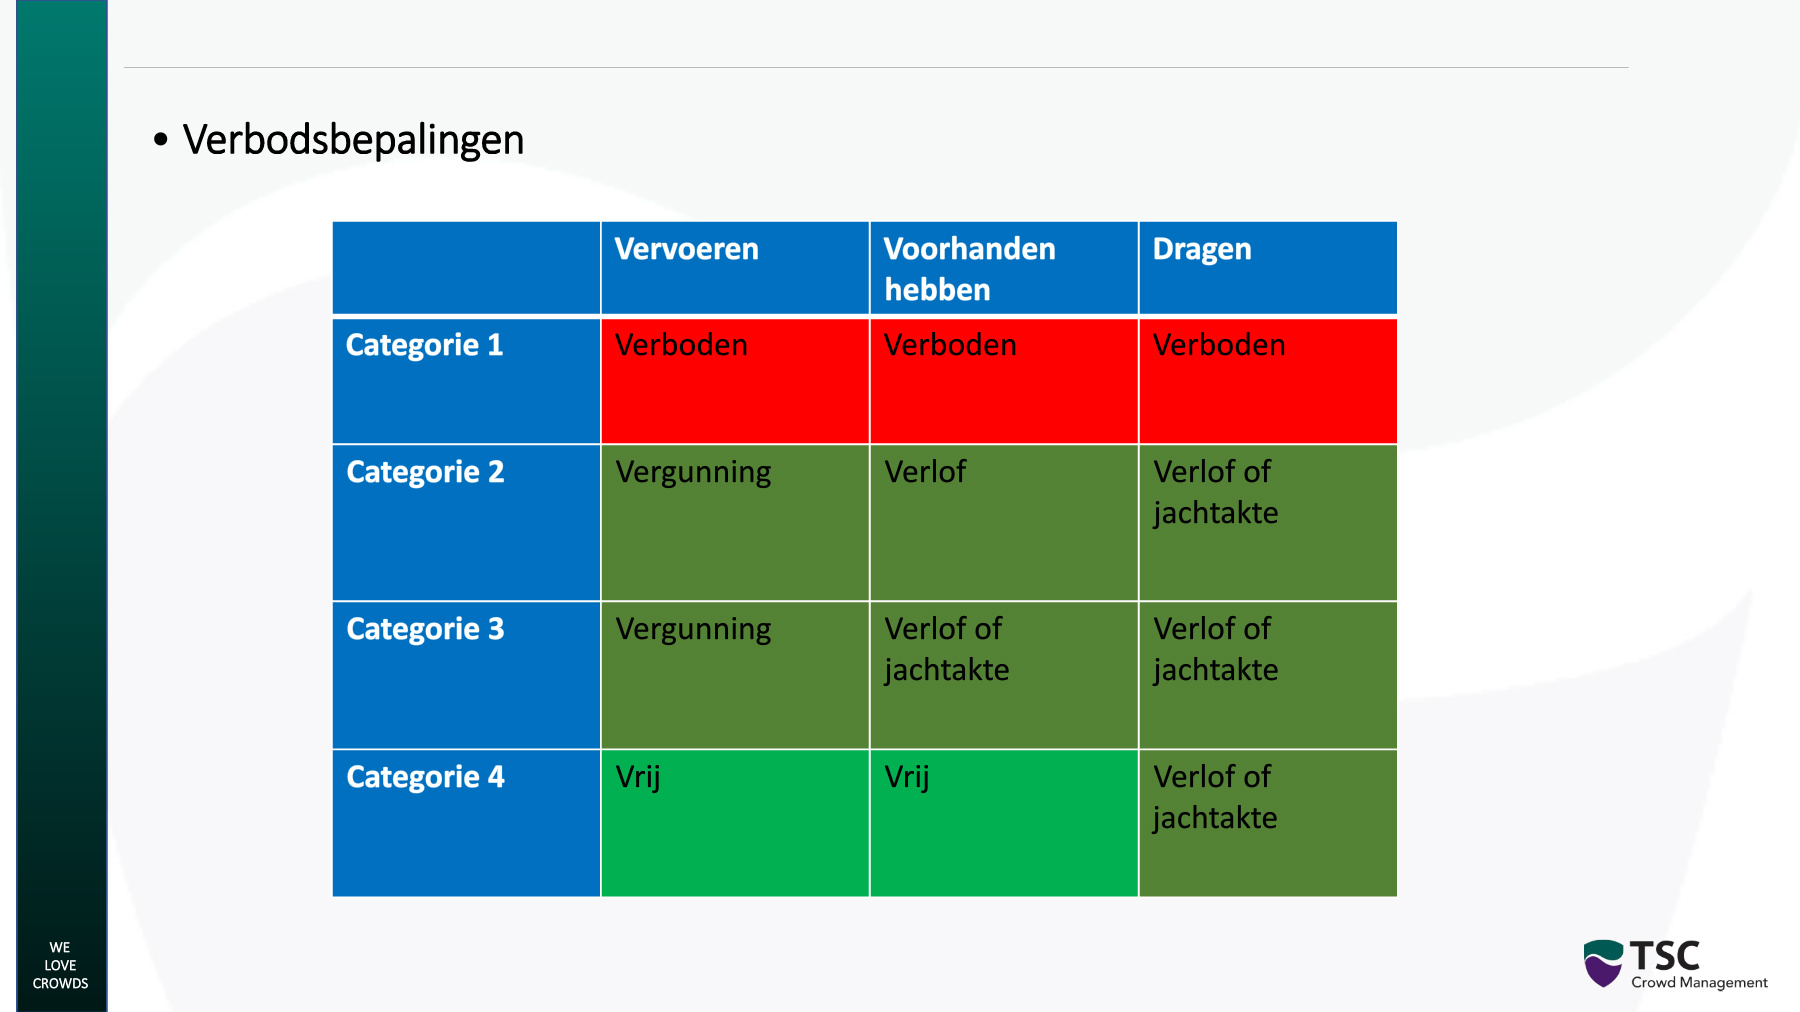 • Verbodsbepalingen
Vervoeren
Voorhanden
hebben
Dragen
Categorie 1
Verboden
Verboden
Verboden
Categorie 2
Vergunning
Verlof
Verlof of
jachtakte
Categorie 3
Vergunning
Verlof of
jachtakte
Verlof of
jachtakte
Categorie 4
Vrij
Vrij
Verlof of
jachtakte
WE
LOVE
CROWDS
TSC
Crowd Management